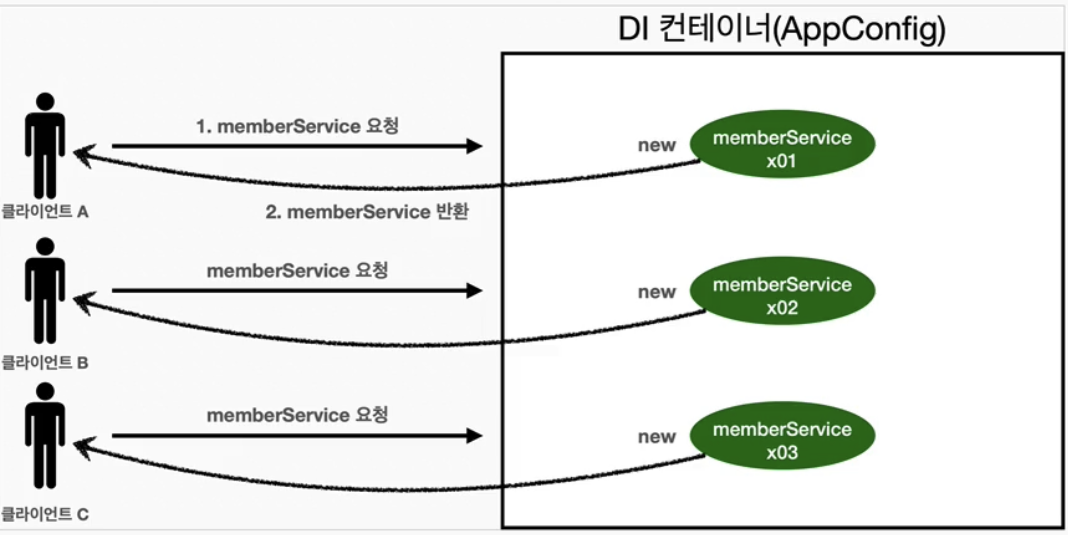 DI 컨테이너(AppConfig)
1. memberService 요청
new
memberService
x01
클라이언트 A
2. memberService 반환
memberService 요청
new
memberService
x02
클라이언트 B
memberService 요청
new
memberService
x03
클라이언트 C